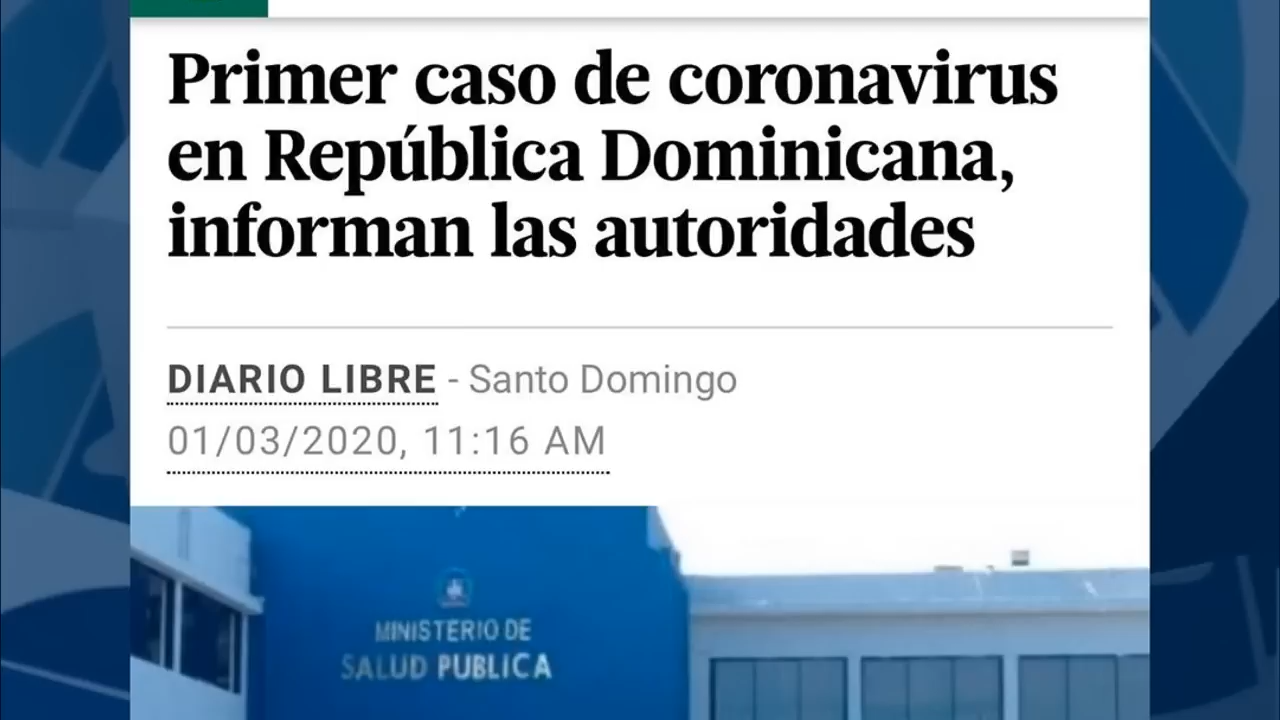 Primer caso de coronavirus
en República Dominicana,
informan las autoridades
DIARIO LIBRE - Santo Domingo
01/03/2020, 11:16 AM
MINISTERIO DE
SALUD PUBLICA